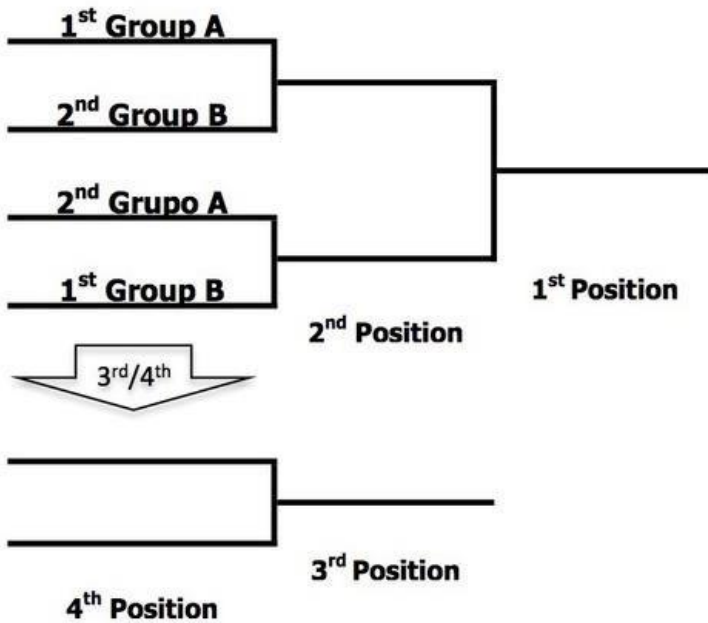 1st Group A
2nd Group B
2nd Grupo A
1st Group B
1st Position
2nd Position
3rd/4th
3rd Position
4th Position